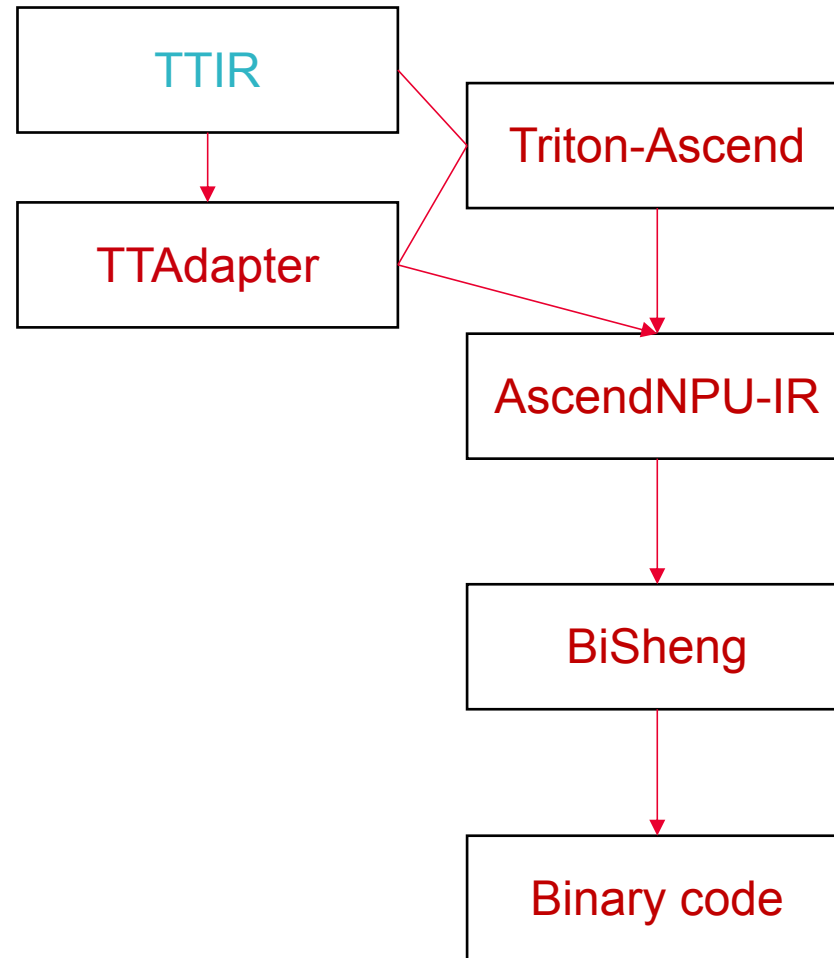 TTIR
Triton-Ascend
TTAdapter
AscendNPU-IR
BiSheng
Binary code